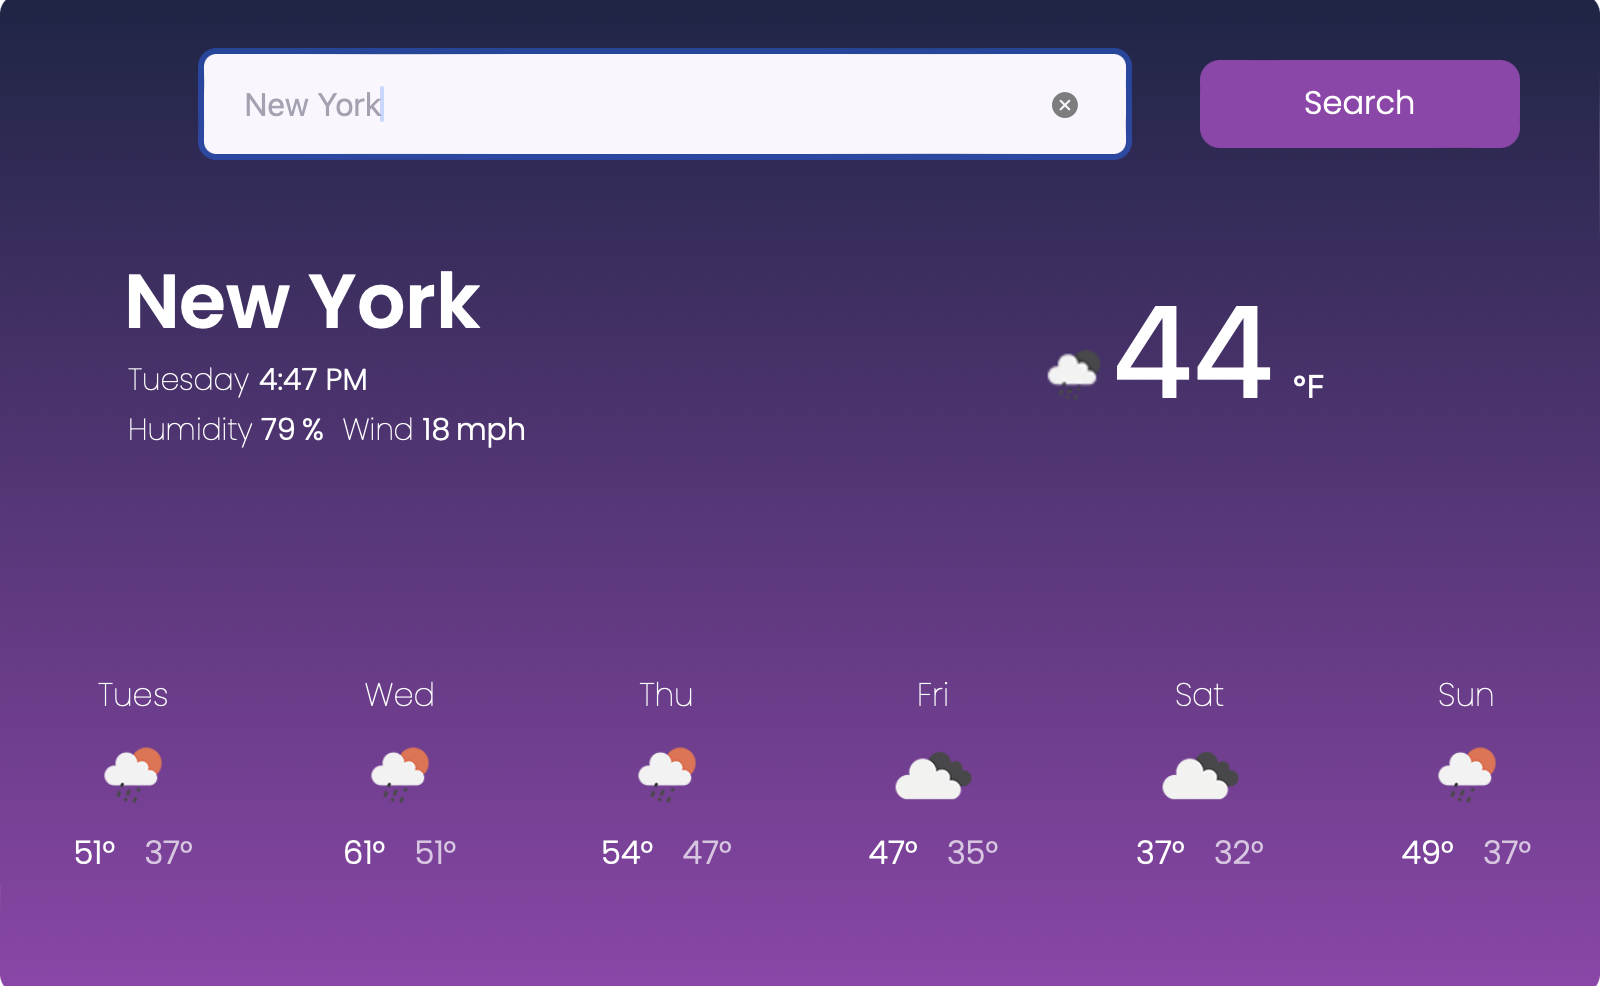 New York
Search
New York
Tuesday 4:47 PM
Humidity 79 % Wind 18 mph
44 °F
Tues Wed Thu Fri Sat Sun
51° 37° 61° 51° 54° 47° 47° 35° 37° 32° 49° 37°